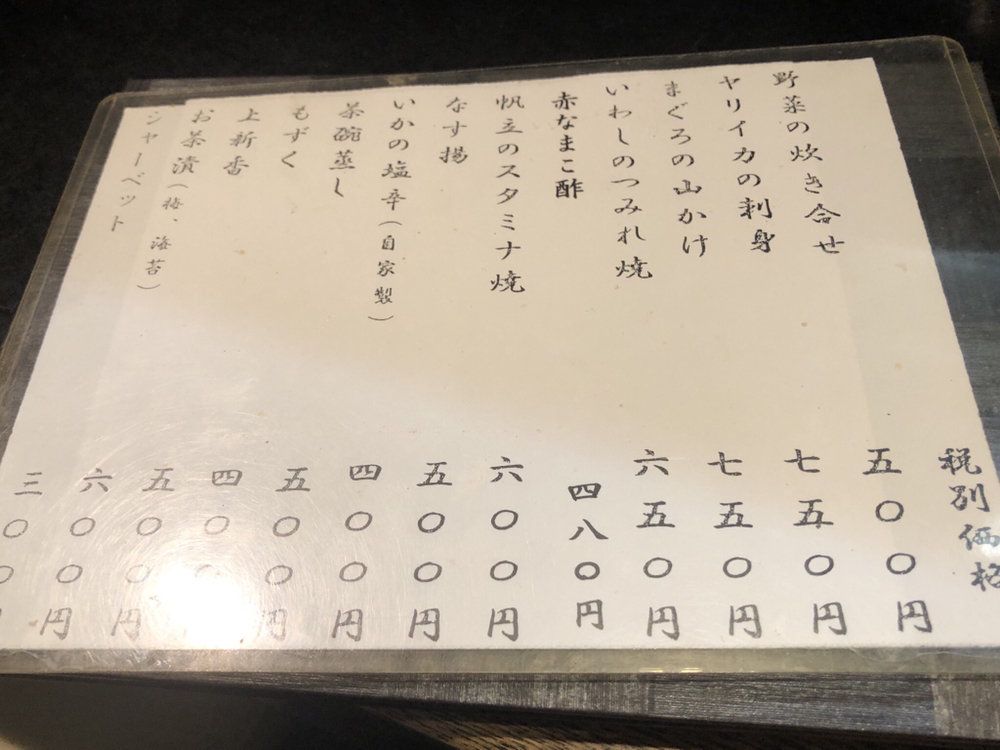 税別価格
野菜の炊き合せ 五〇〇円
ヤリイカの刺身 七五〇円
まぐろの山かけ 七五〇円
いわしのつみれ焼 六五〇円
赤なまこ酢 四八〇円
帆立のスタミナ焼 六〇〇円
なす揚 五〇〇円
いかの塩辛(自家製) 四〇〇円
茶碗蒸し 五〇〇円
もずく 四〇〇円
上新香 五〇〇円
お茶漬(梅、海苔) 六〇〇円
シャーベット 三〇〇円